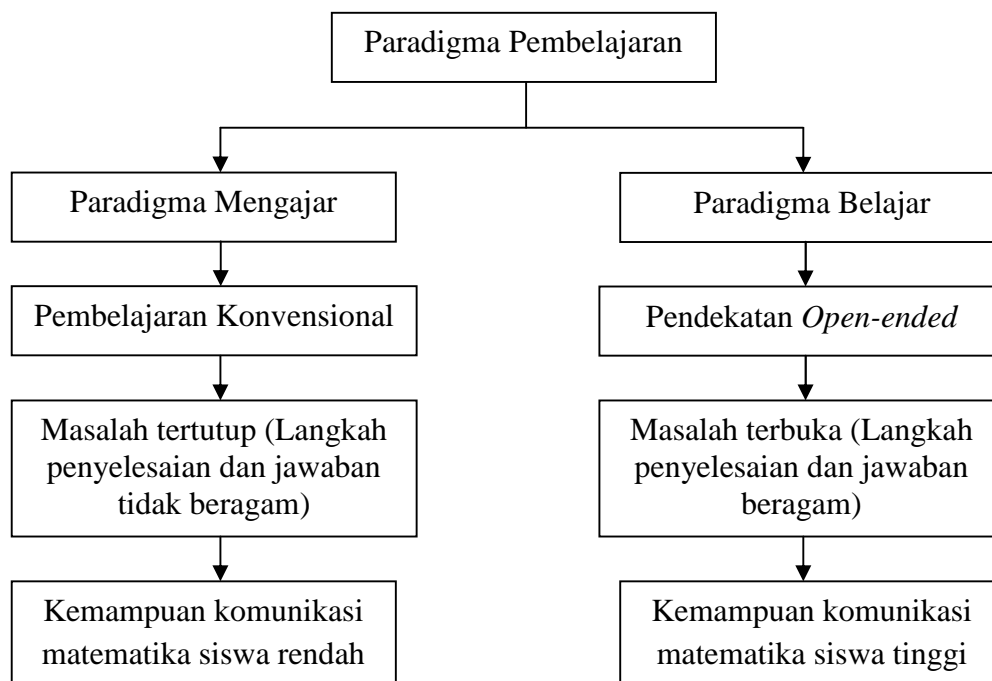 Paradigma Pembelajaran
Paradigma Mengajar
Paradigma Belajar
Pembelajaran Konvensional
Pendekatan Open-ended
Masalah tertutup (Langkah
penyelesaian dan jawaban
tidak beragam)
Masalah terbuka (Langkah
penyelesaian dan jawaban
beragam)
Kemampuan komunikasi
matematika siswa rendah
Kemampuan komunikasi
matematika siswa tinggi